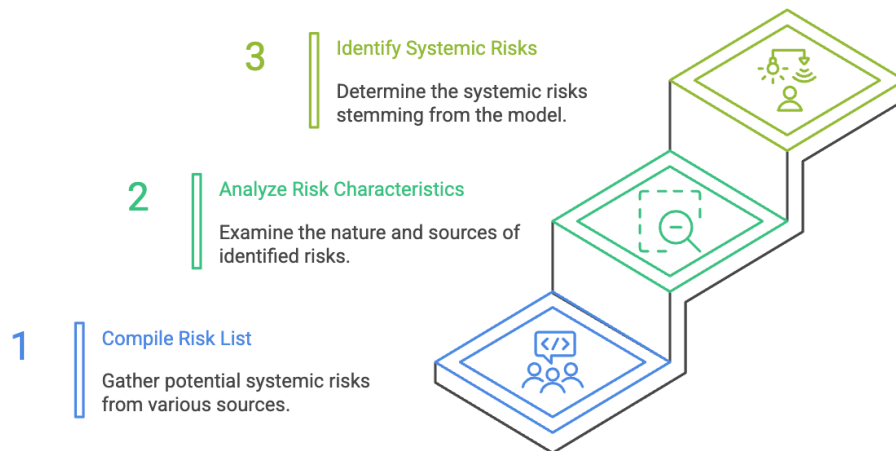 3
Identify Systemic Risks
Determine the systemic risks
stemming from the model.
2
Analyze Risk Characteristics
Examine the nature and sources of
identified risks.
1
Compile Risk List
Gather potential systemic risks
from various sources.
</>